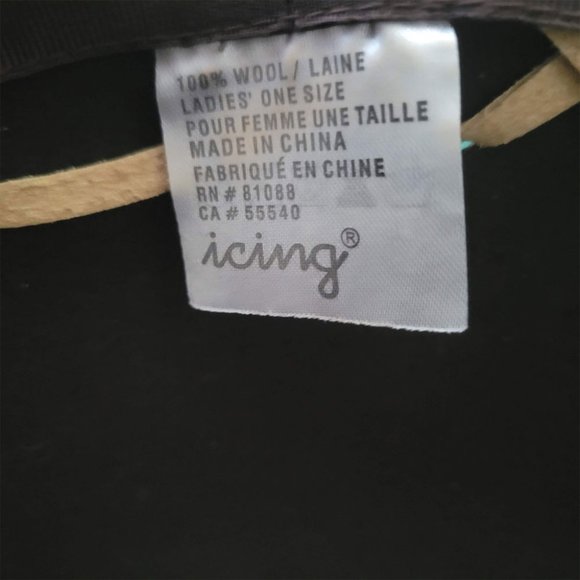 100% WOOL / LAINE
LADIES' ONE SIZE
POUR FEMME UNE TAILLE
MADE IN CHINA
FABRIQUÉ EN CHINE
RN # 81088
CA # 55540
icing®